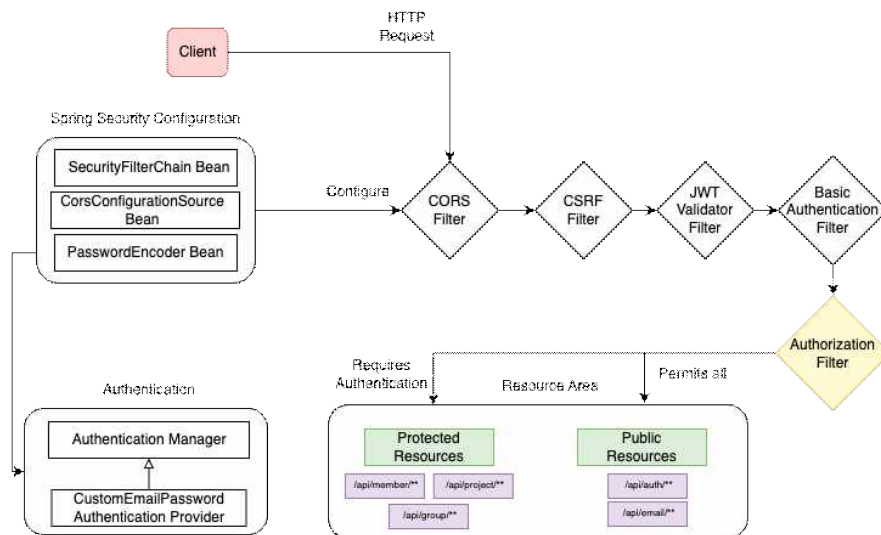 HTTP
Request
Client
Spring Security Configuration
SecurityFilterChain Bean
CorsConfigurationSource
Bean
PasswordEncoder Bean
Configure
CORS
Filter
CSRF
Filter
JWT
Validator
Filter
Basic
Authentication
Filter
Authorization
Filter
Requires
Authentication
Permits all
Resource Area
Authentication
Authentication Manager
CustomEmailPassword
Authentication Provider
Protected
Resources
/api/member/**
/api/project/**
/api/group/**
Public
Resources
/api/auth/**
/api/email/**